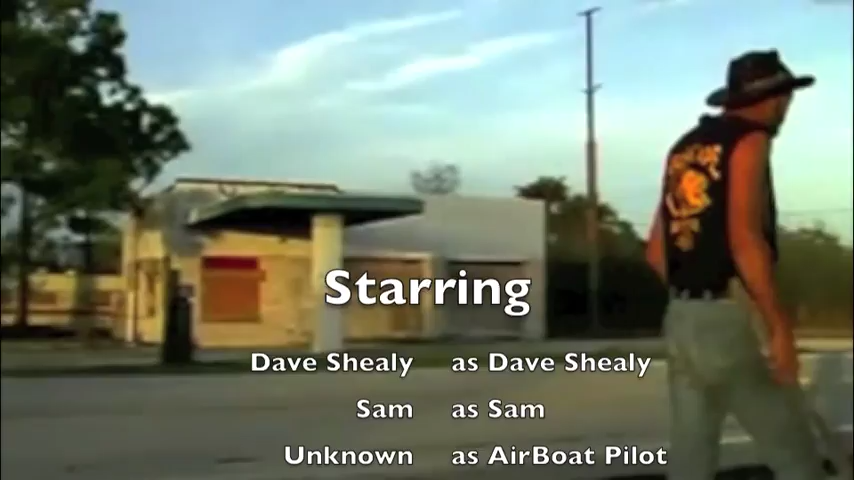 Starring
Dave Shealy as Dave Shealy
Sam as Sam
Unknown as AirBoat Pilot